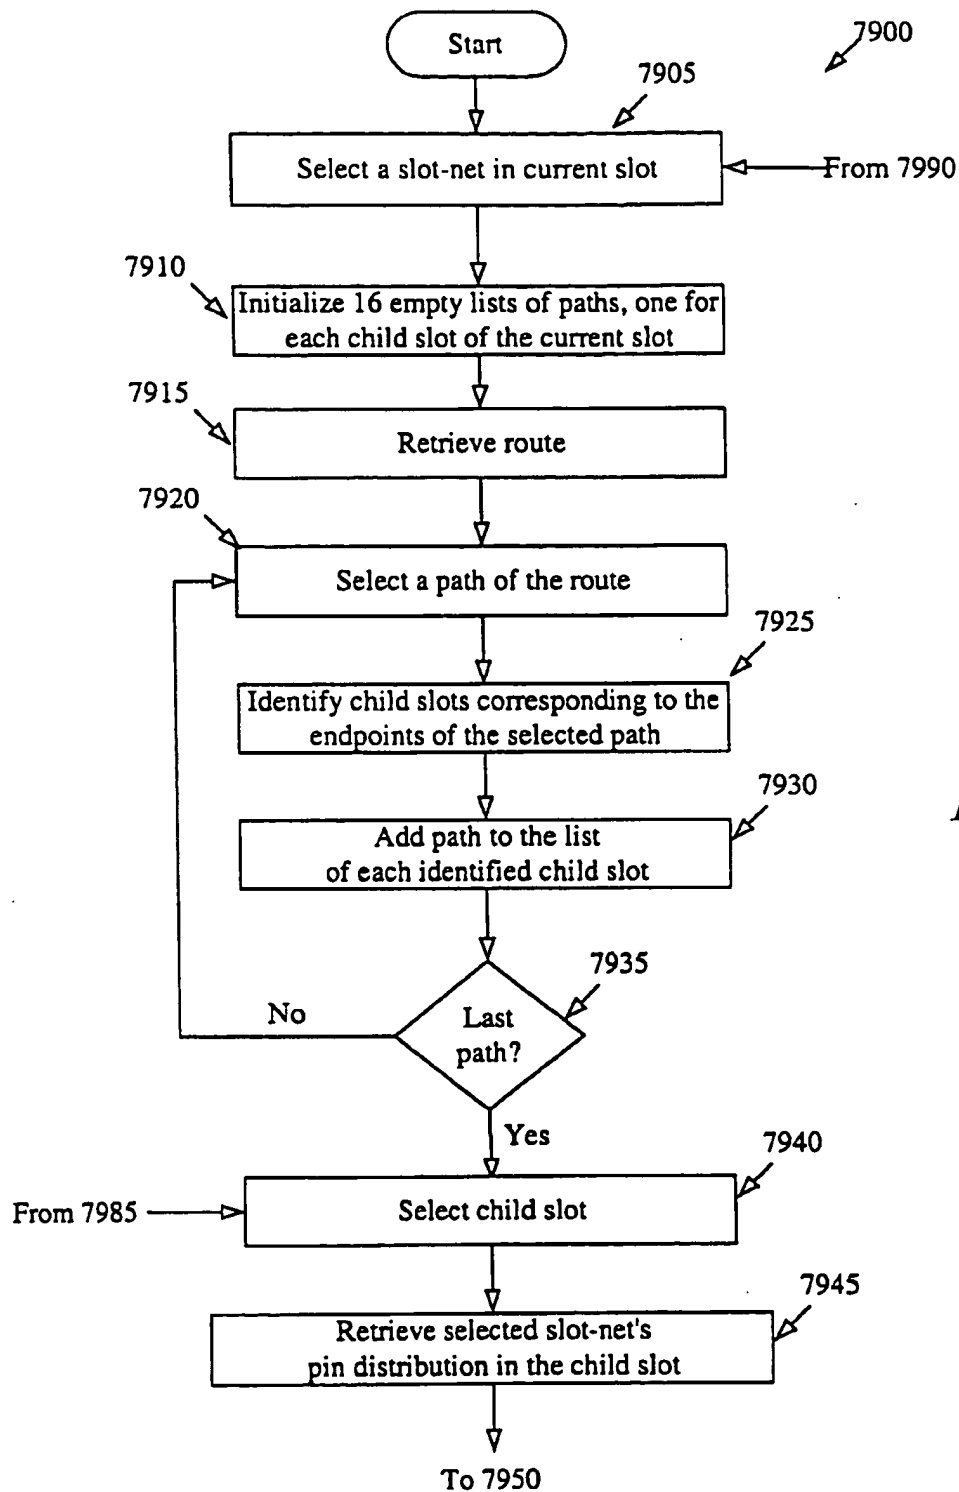 Start
7900
7905
Select a slot-net in current slot
From 7990
7910
Initialize 16 empty lists of paths, one for
each child slot of the current slot
7915
Retrieve route
7920
Select a path of the route
7925
Identify child slots corresponding to the
endpoints of the selected path
7930
Add path to the list
of each identified child slot
7935
Last
path?
No
Yes
7940
From 7985
Select child slot
7945
Retrieve selected slot-net's
pin distribution in the child slot
To 7950